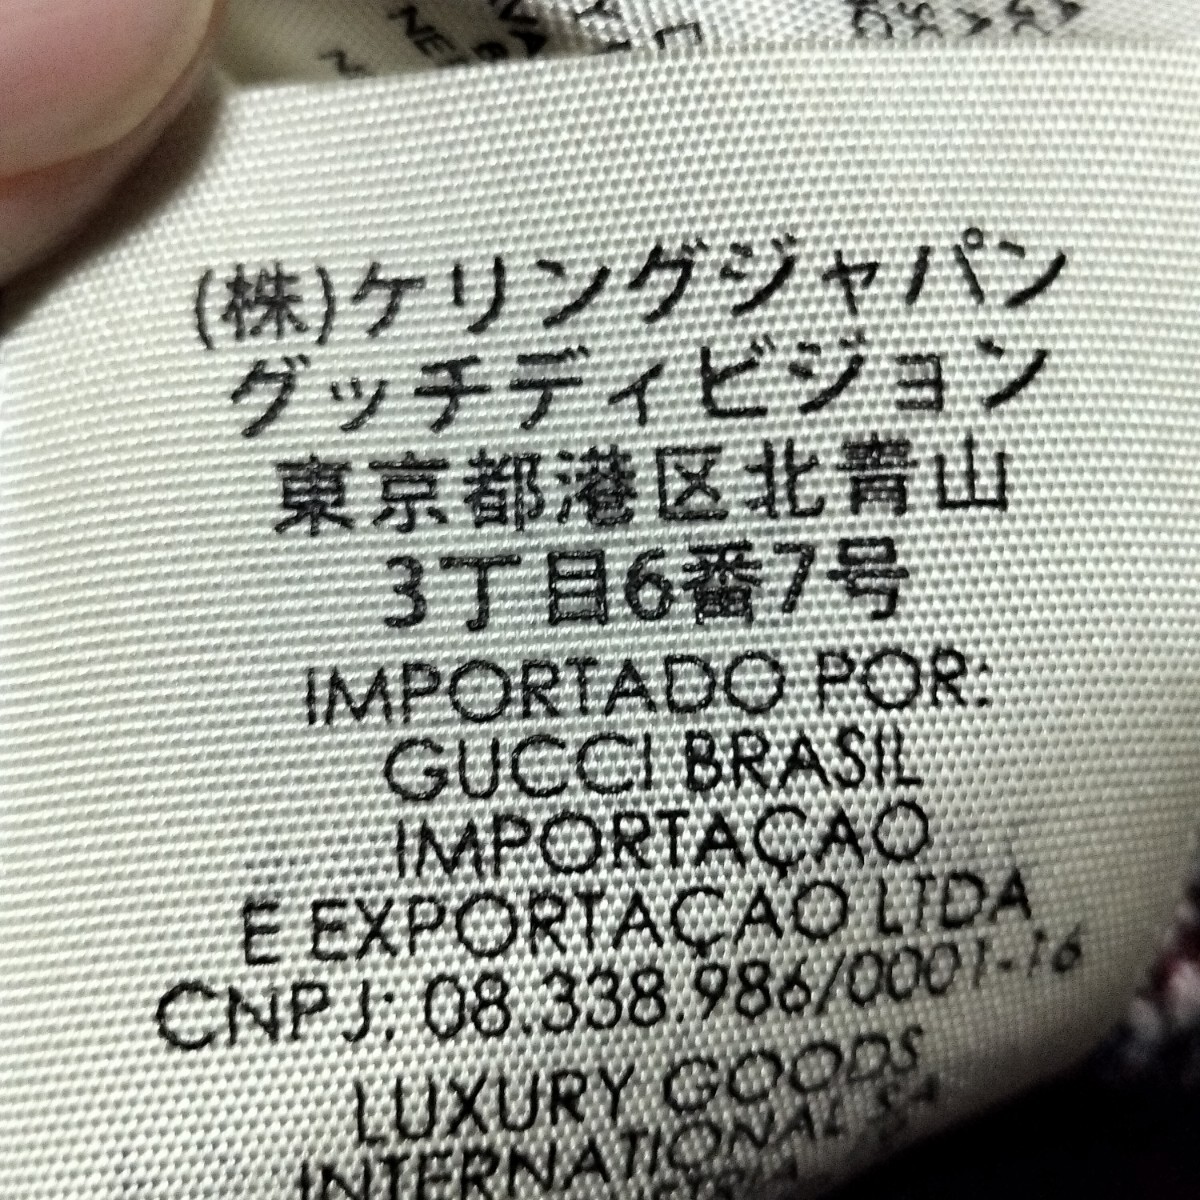 (株)ケリングジャパン
グッチディビジョン
東京都港区北青山
3丁目6番7号
IMPORTADO POR:
GUCCI BRASIL
IMPORTAÇAO
E EXPORTAÇAO LTDA
CNPJ: 08.338.986/0001-16
LUXURY GOODS
INTERNATIONAL SA